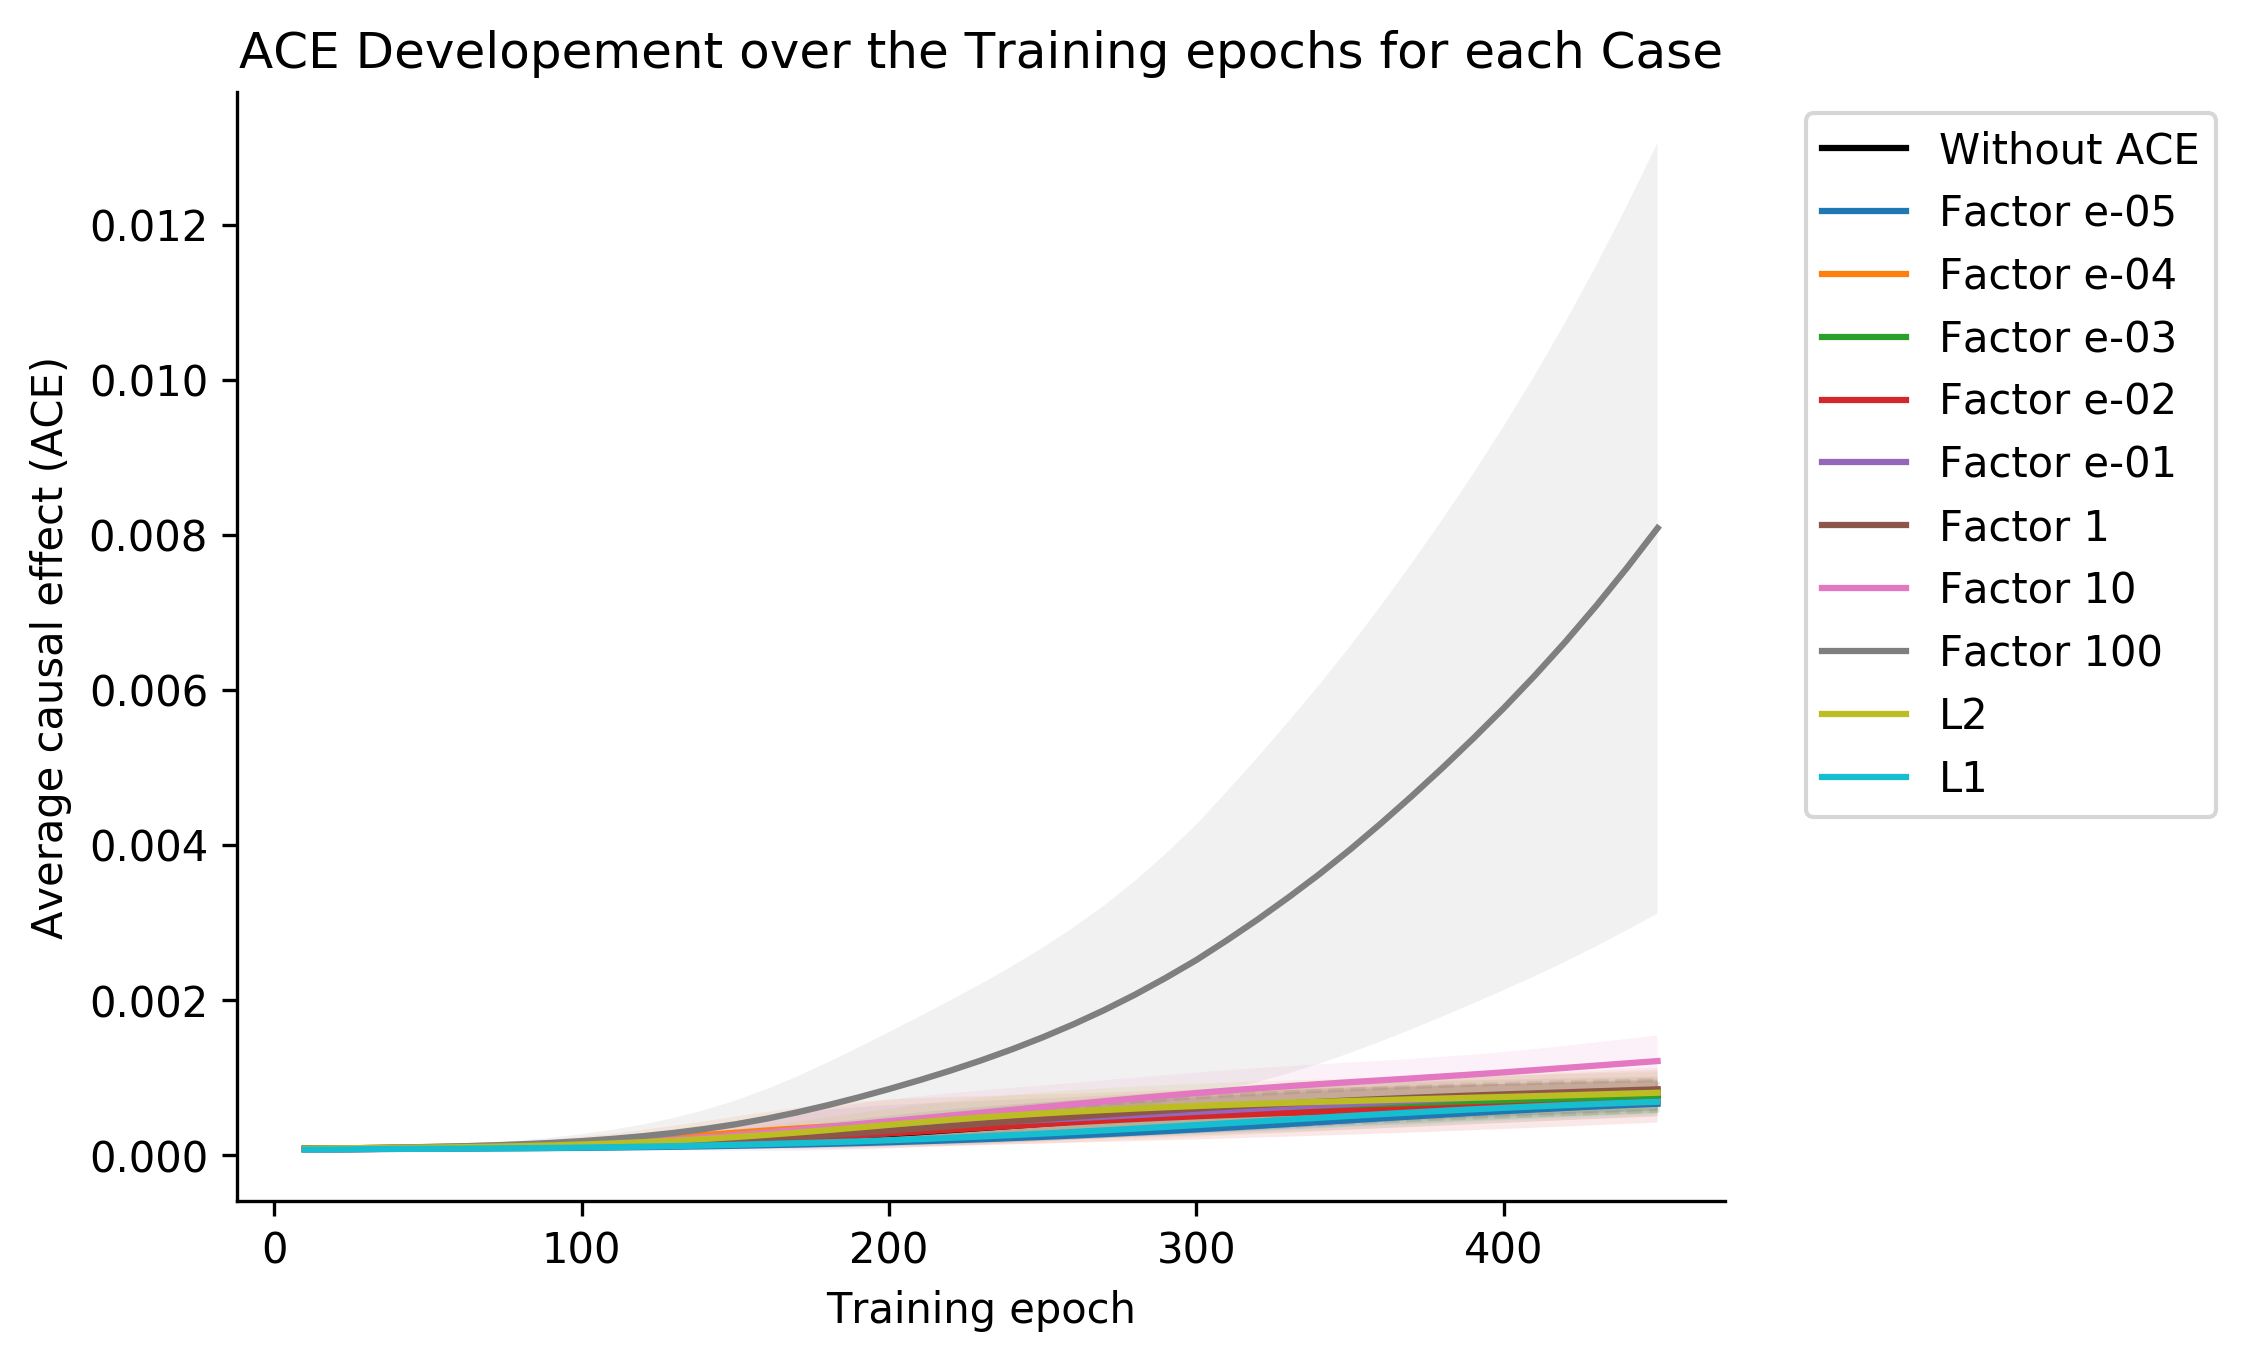 ACE Developement over the Training epochs for each Case
Average causal effect (ACE)
0.012
0.010
0.008
0.006
0.004
0.002
0.000
0
100
200
300
400
Training epoch
Without ACE
Factor e-05
Factor e-04
Factor e-03
Factor e-02
Factor e-01
Factor 1
Factor 10
Factor 100
L2
L1